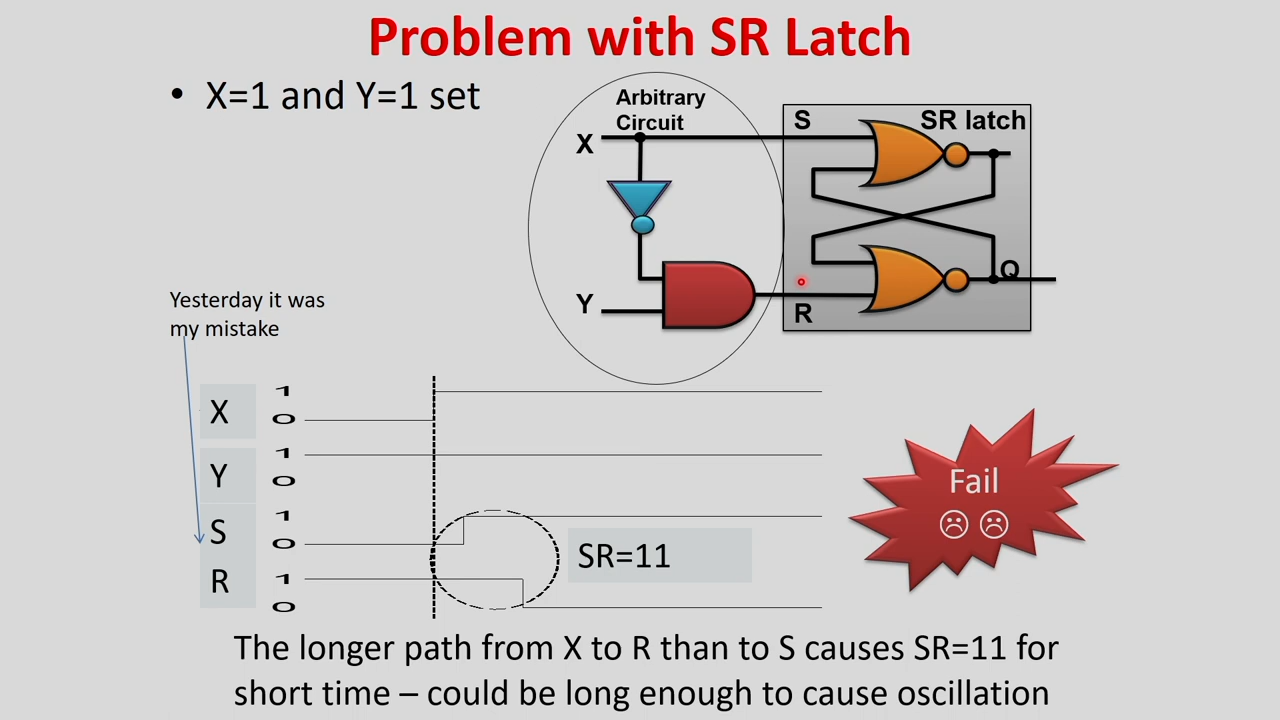 Problem with SR Latch
• X=1 and Y=1 set
Arbitrary
Circuit
X
Y
S
SR latch
R
Q
Yesterday it was
my mistake
X
1
0
Y
1
0
S
1
0
R
1
0
SR=11
Fail
☹ ☹
The longer path from X to R than to S causes SR=11 for
short time – could be long enough to cause oscillation